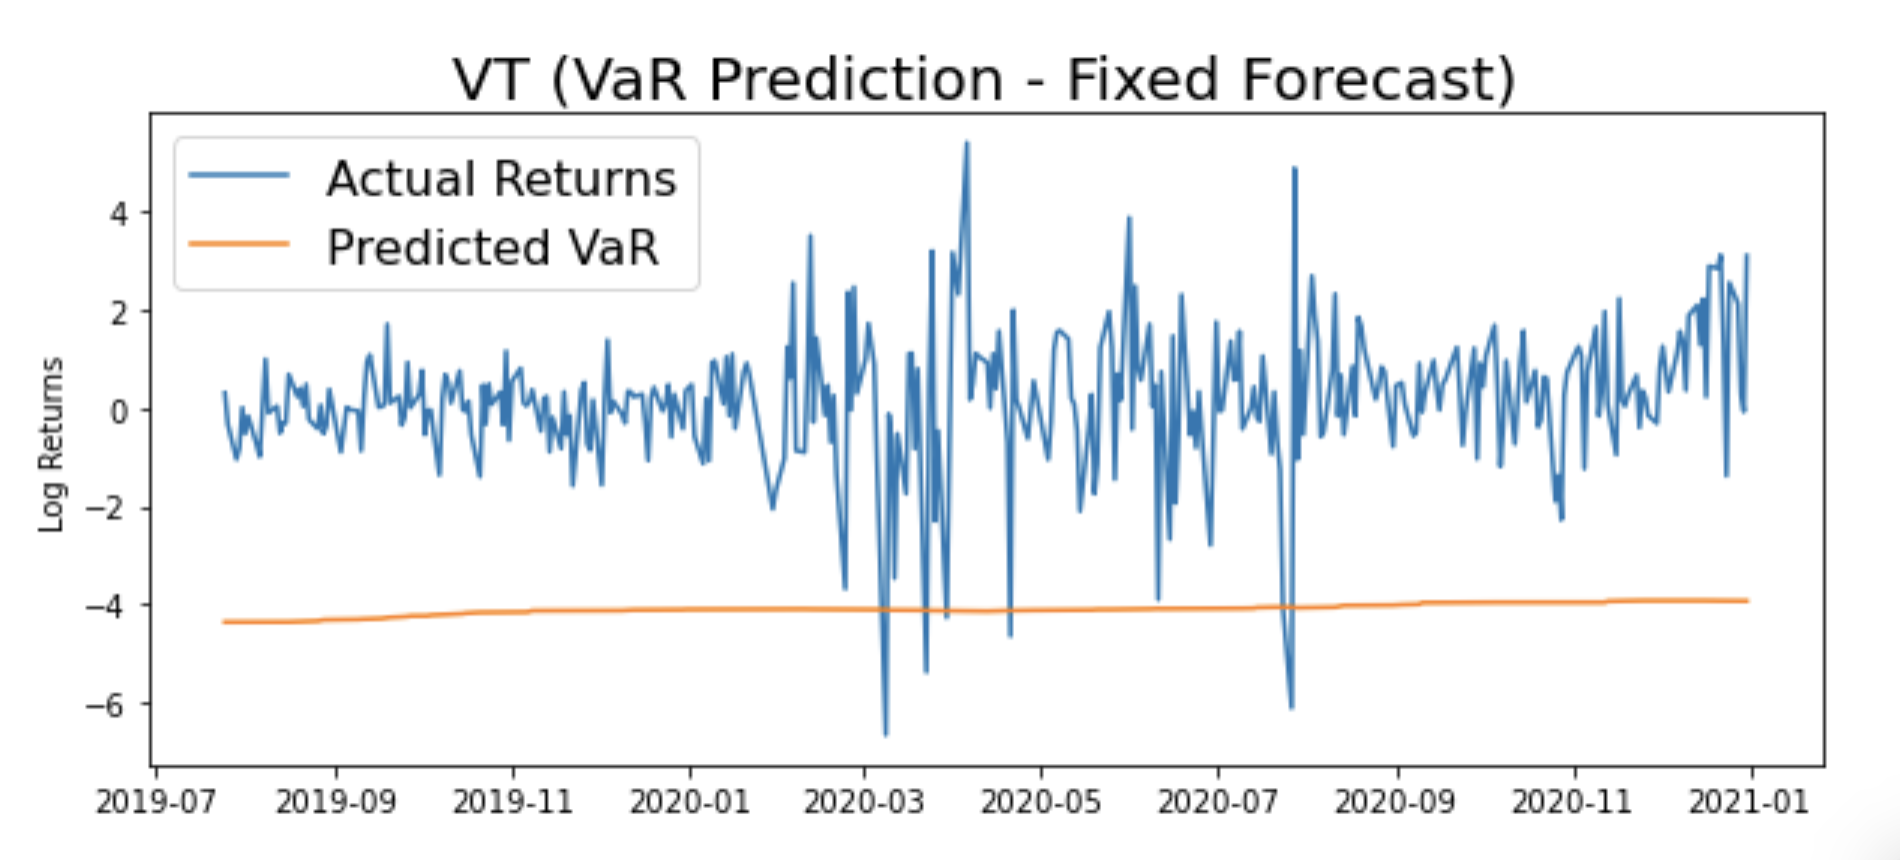 VT (VaR Prediction - Fixed Forecast)
Actual Returns
Predicted VaR
Log Returns
4
2
0
−2
−4
−6
2019-07 2019-09 2019-11 2020-01 2020-03 2020-05 2020-07 2020-09 2020-11 2021-01